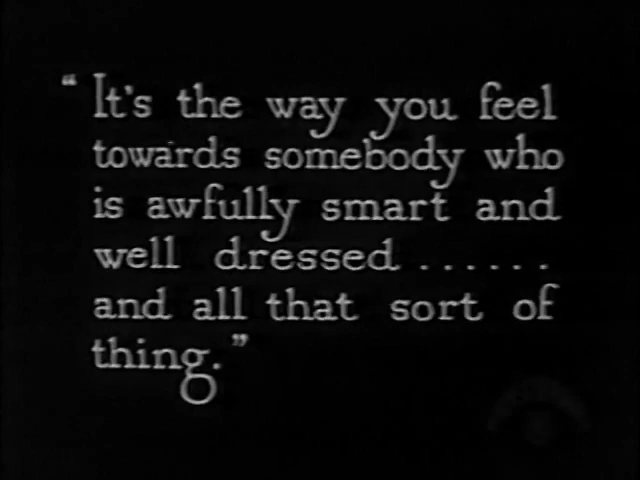 “It's the way you feel
towards somebody who
is awfully smart and
well dressed ......
and all that sort of
thing.”